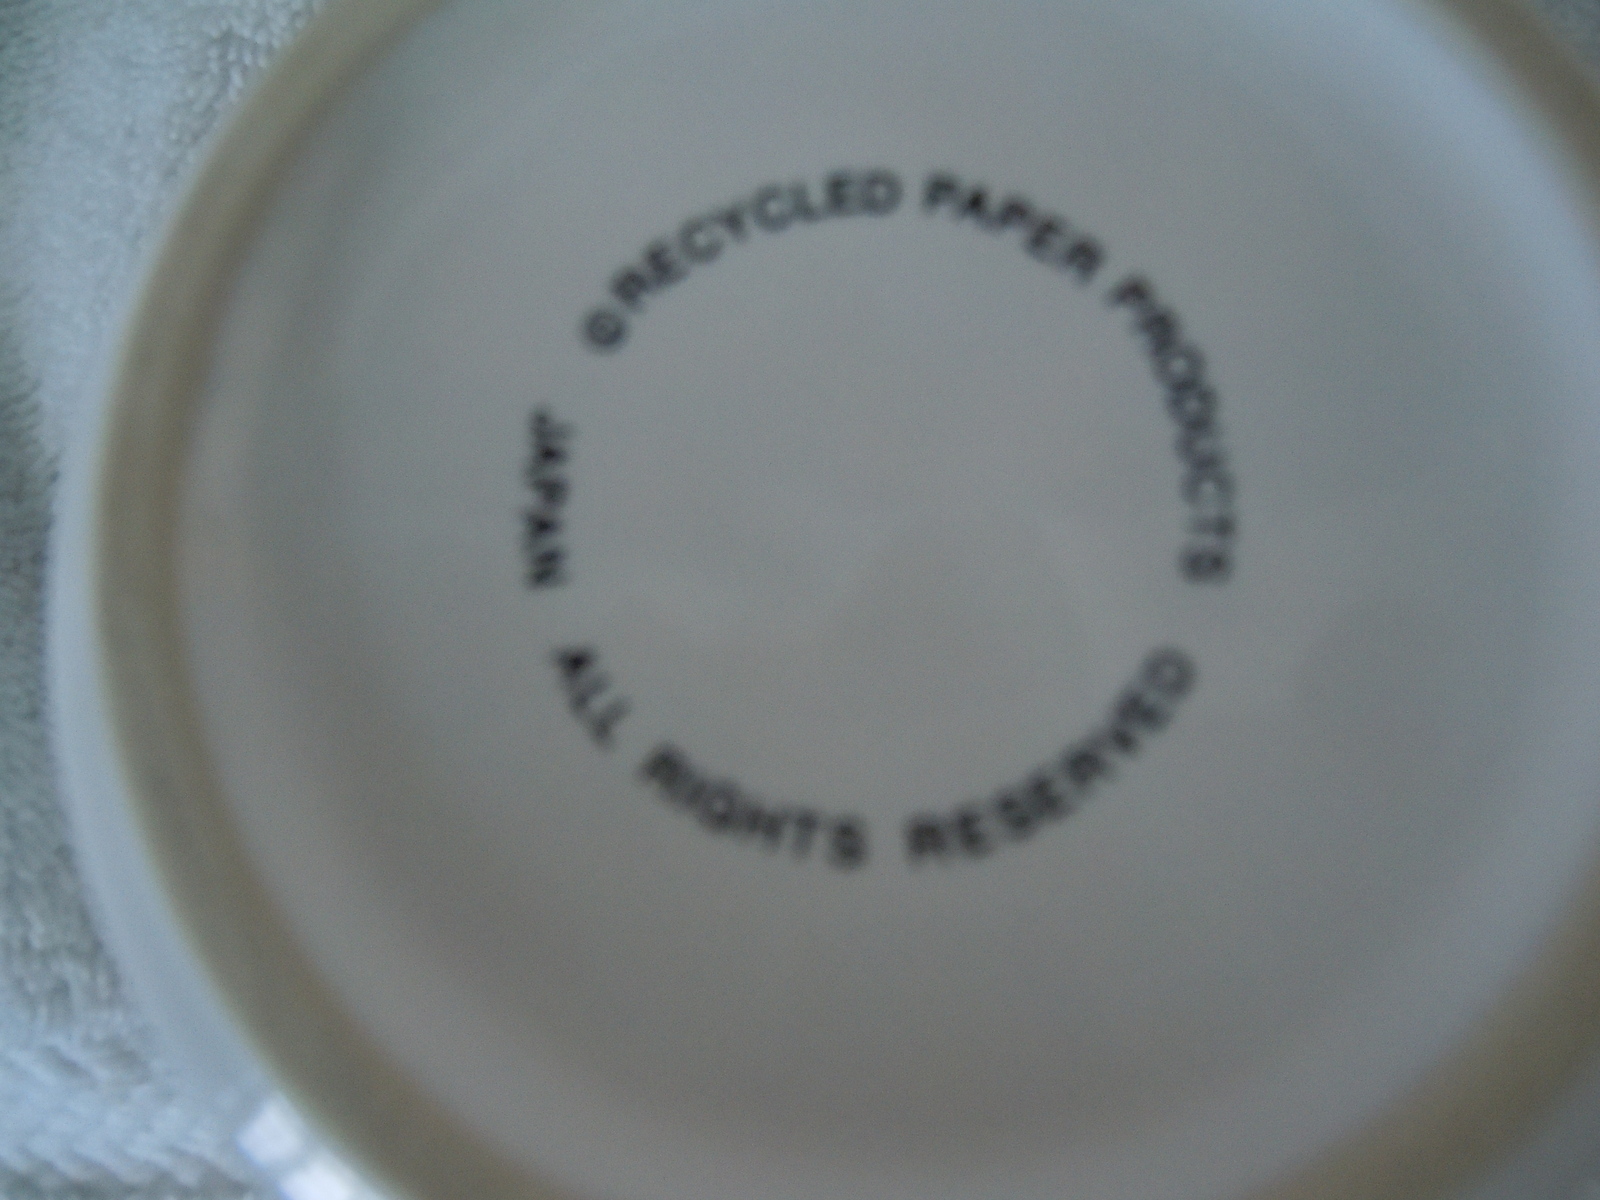 © RECYCLED PAPER PRODUCTS
ALL RIGHTS RESERVED
JAPAN